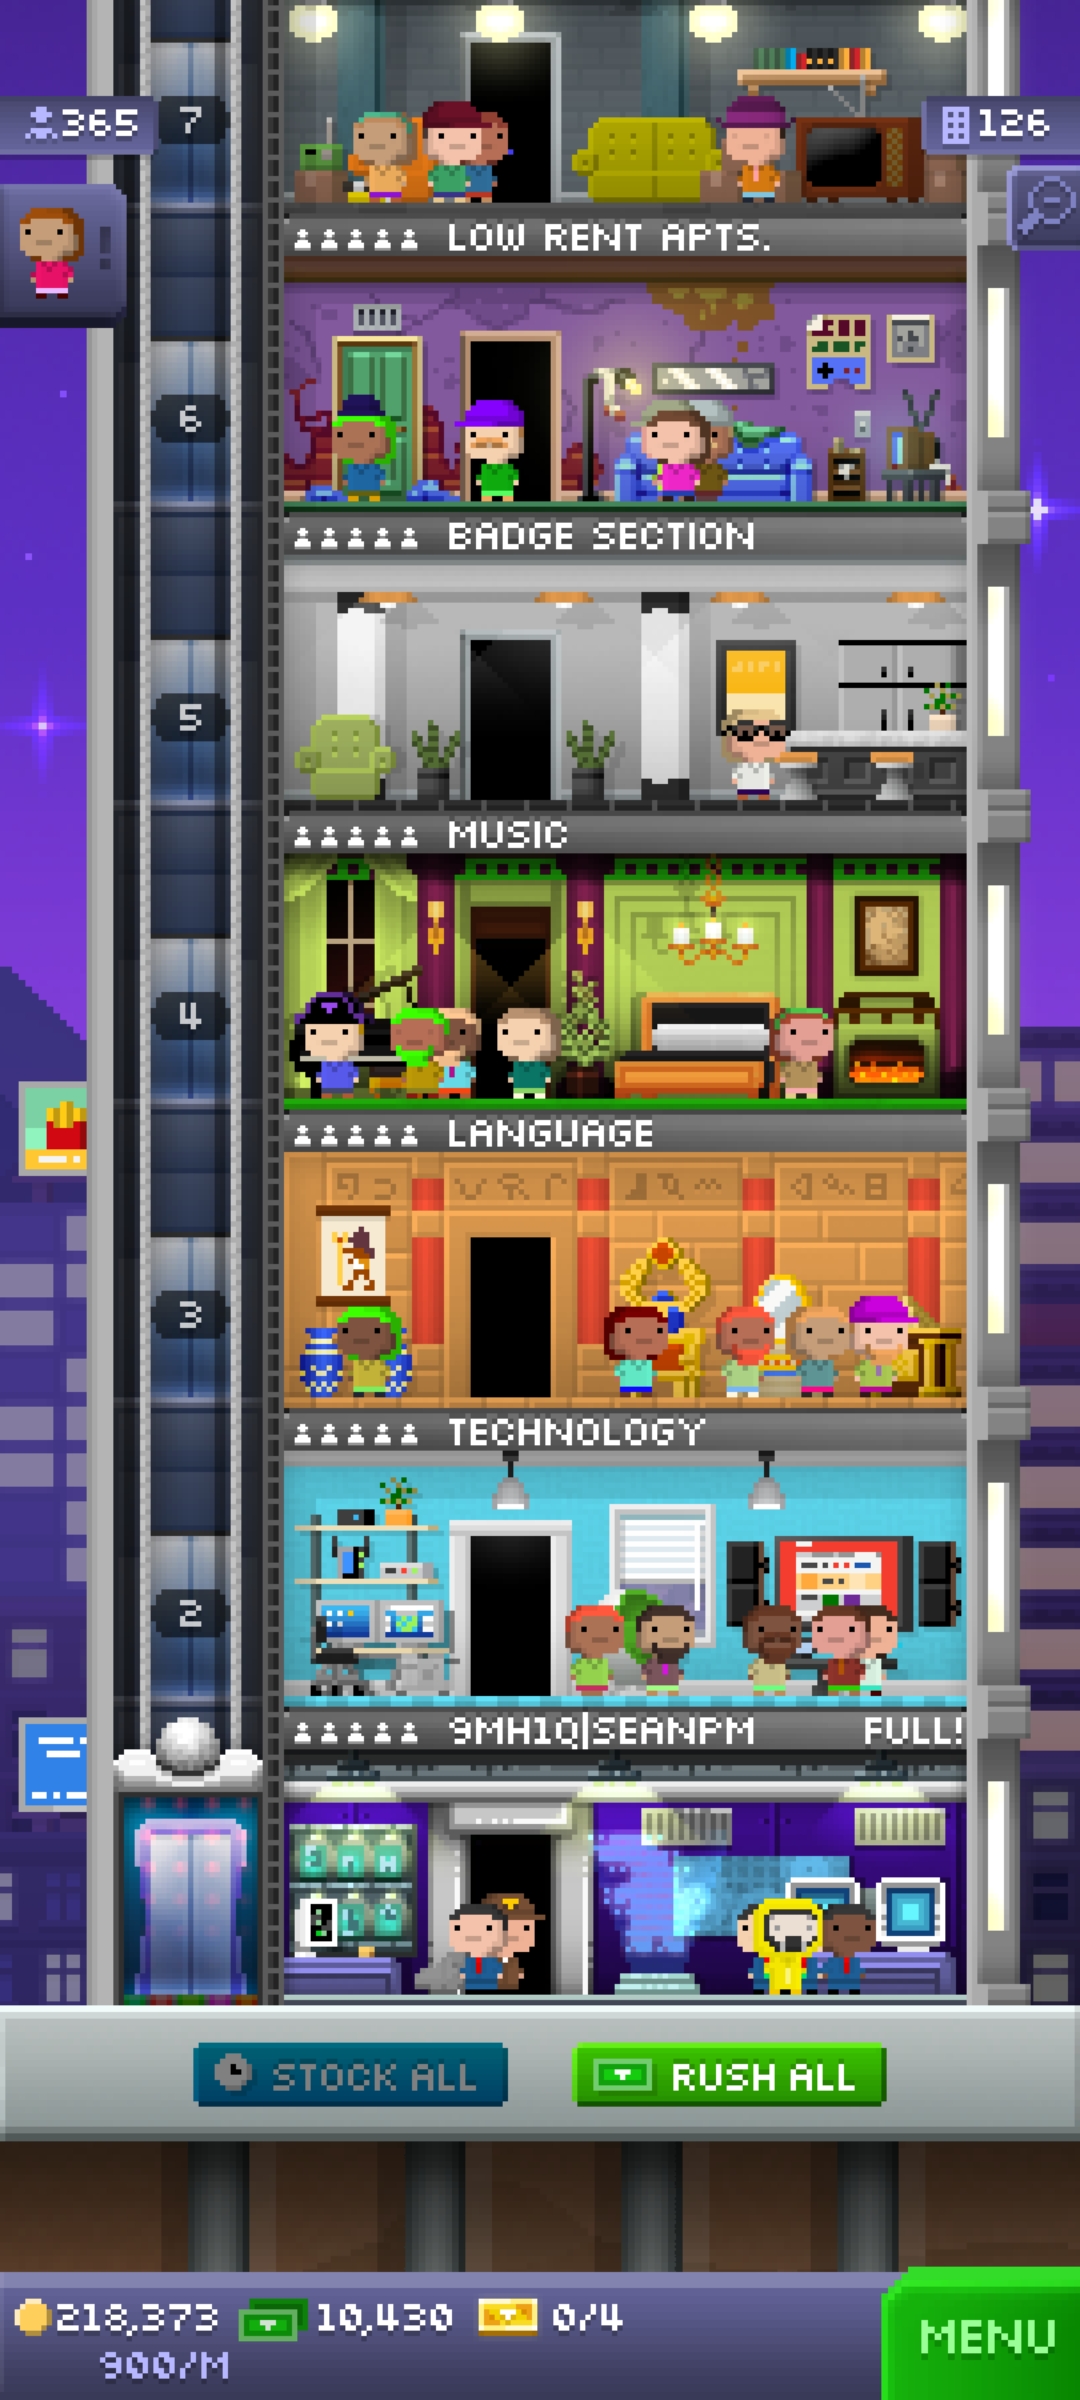 7
365
126
!
LOW RENT APTS.
6
BADGE SECTION
5
MUSIC
4
LANGUAGE
3
TECHNOLOGY
2
9MH1Q|SEANPM FULL!
STOCK ALL
RUSH ALL
218,373 10,430 0/4
900/M
MENU